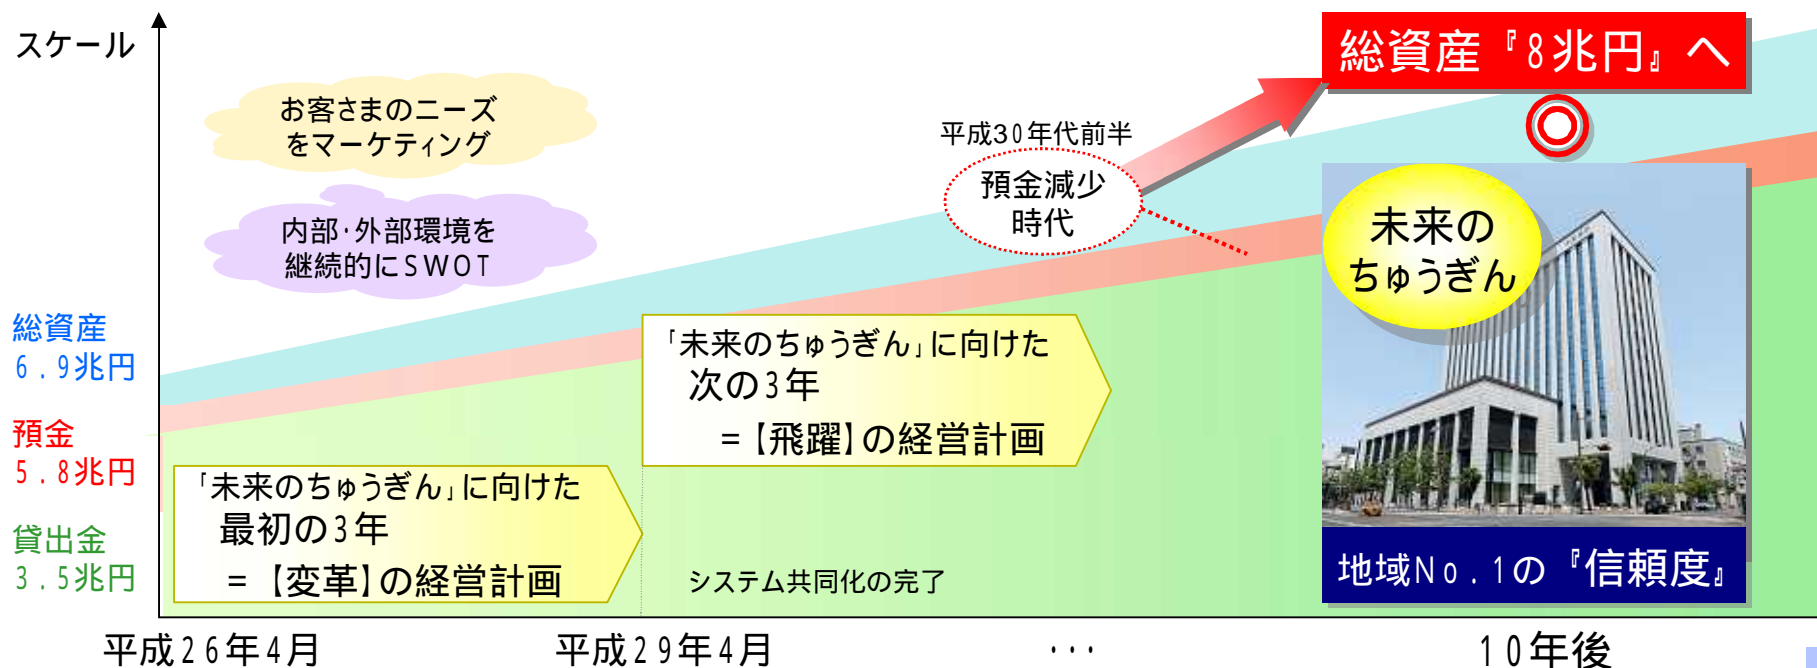 スケール
総資産『8兆円』へ
お客さまのニーズ
をマーケティング
平成30年代前半
預金減少
時代
内部・外部環境を
継続的にSWOT
未来の
ちゅうぎん
総資産
6.9兆円
「未来のちゅうぎん」に向けた
次の3年
=【飛躍】の経営計画
預金
5.8兆円
「未来のちゅうぎん」に向けた
最初の3年
=【変革】の経営計画
貸出金
3.5兆円
システム共同化の完了
地域No.1の『信頼度』
平成26年4月
平成29年4月
・・・
10年後